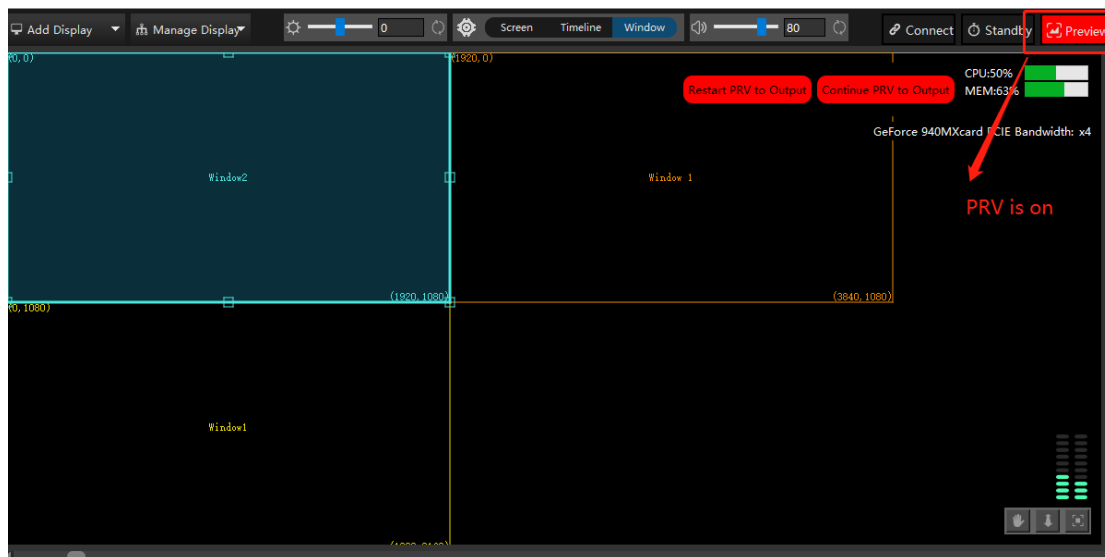 Add Display
Manage Display
0
Screen
Timeline
Window
80
Connect
Standby
Preview
(0,0)
(1920,0)
CPU:50%
Restart PRV to Output
Continue PRV to Output
MEM:63%
GeForce 940MXcard PCIE Bandwidth: x4
Window2
Window 1
PRV is on
(1920,1080)
(3840,1080)
(0,1080)
Window1